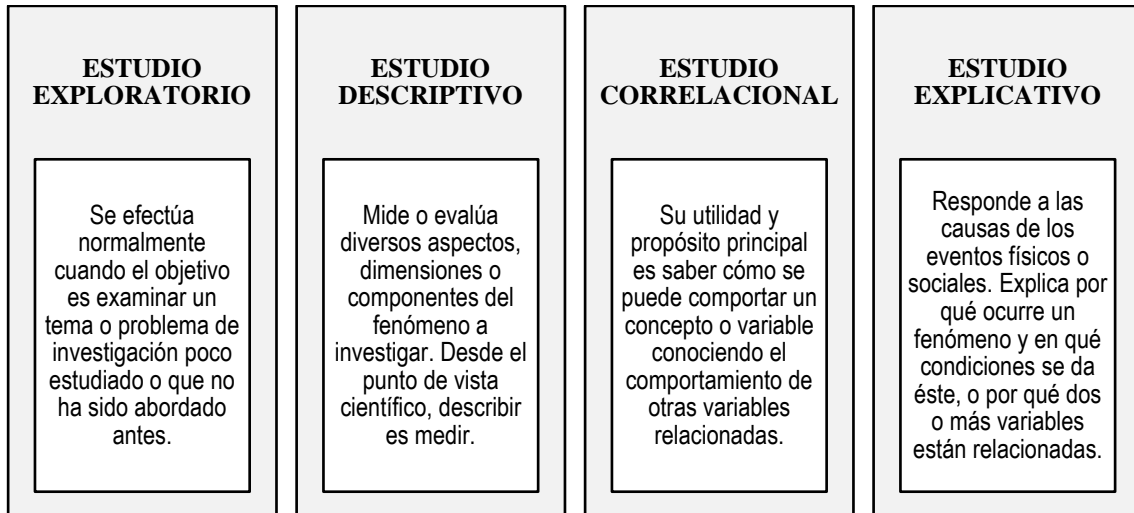 ESTUDIO
EXPLORATORIO
Se efectúa
normalmente
cuando el objetivo
es examinar un
tema o problema de
investigación poco
estudiado o que no
ha sido abordado
antes.
ESTUDIO
DESCRIPTIVO
Mide o evalúa
diversos aspectos,
dimensiones o
componentes del
fenómeno a
investigar. Desde el
punto de vista
científico, describir
es medir.
ESTUDIO
CORRELACIONAL
Su utilidad y
propósito principal
es saber cómo se
puede comportar un
concepto o variable
conociendo el
comportamiento de
otras variables
relacionadas.
ESTUDIO
EXPLICATIVO
Responde a las
causas de los
eventos físicos o
sociales. Explica por
qué ocurre un
fenómeno y en qué
condiciones se da
éste, o por qué dos
o más variables
están relacionadas.